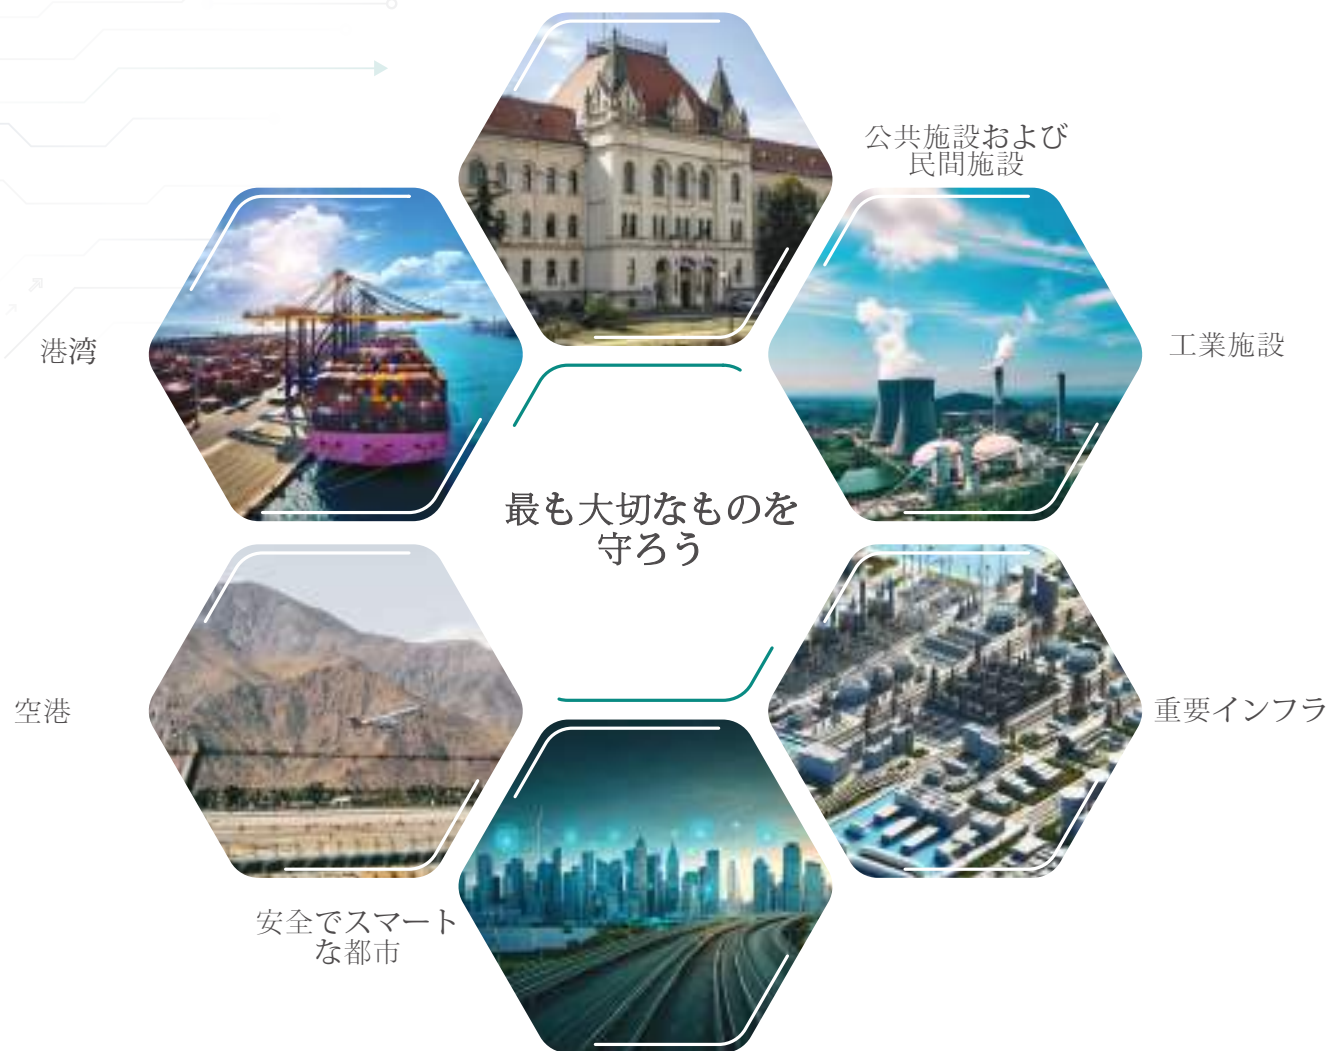 公共施設および
民間施設
港湾
工業施設
最も大切なものを
守ろう
空港
重要インフラ
安全でスマート
な都市